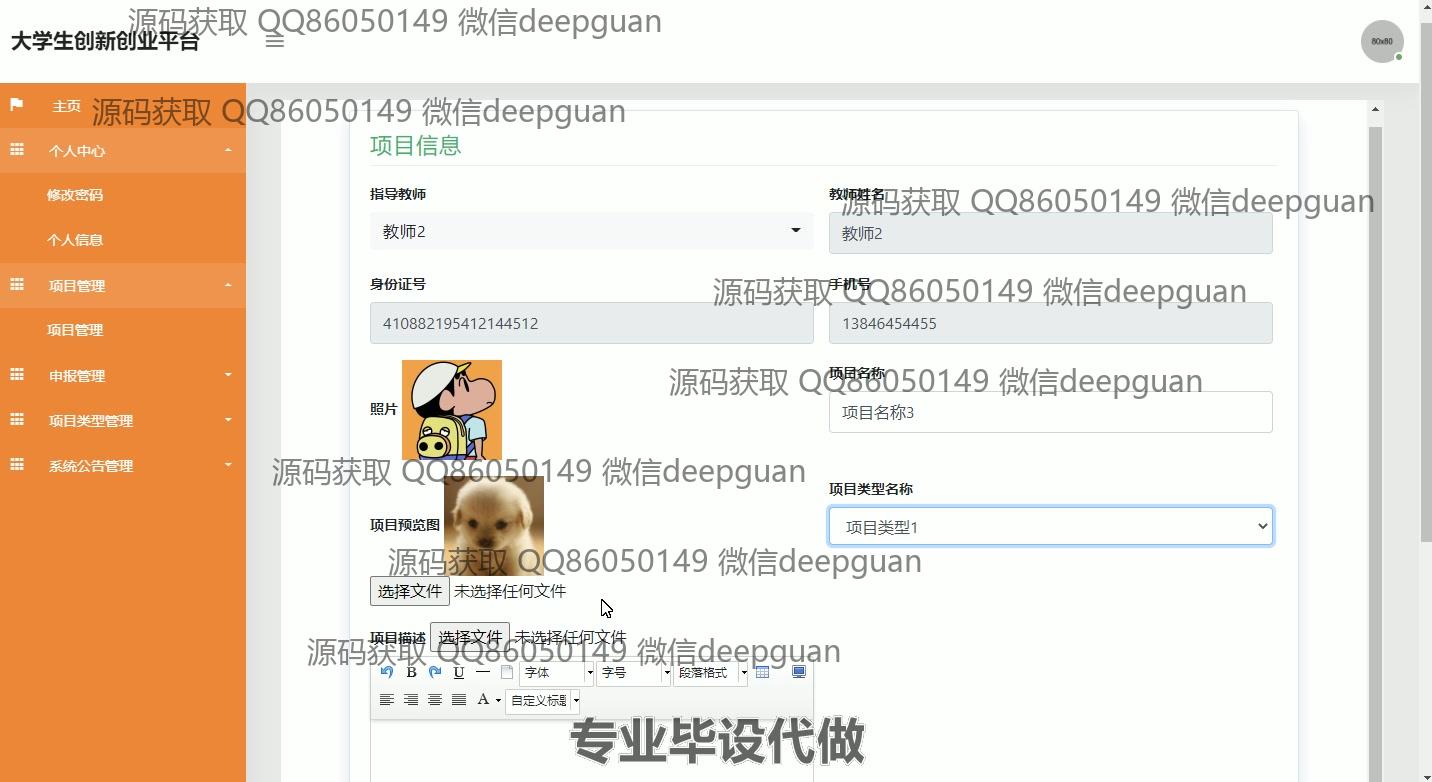 源码获取 QQ86050149 微信deepguan
大学生创新创业平台
80x80
主页
源码获取 QQ86050149 微信deepguan
个人中心
修改密码
个人信息
项目管理
项目管理
申报管理
项目类型管理
系统公告管理
项目信息
指导教师
教师姓名
源码获取 QQ86050149 微信deepguan
教师2
教师2
身份证号
手机号
源码获取 QQ86050149 微信deepguan
410882195412144512
13846454455
照片
项目名称
源码获取 QQ86050149 微信deepguan
项目名称3
源码获取 QQ86050149 微信deepguan
项目预览图
项目类型名称
项目类型1
源码获取 QQ86050149 微信deepguan
选择文件 未选择任何文件
项目描述 选择文件 未选择任何文件
源码获取 QQ86050149 微信deepguan
B U 字体 字号 段落格式
A 自定义标题
专业毕设代做